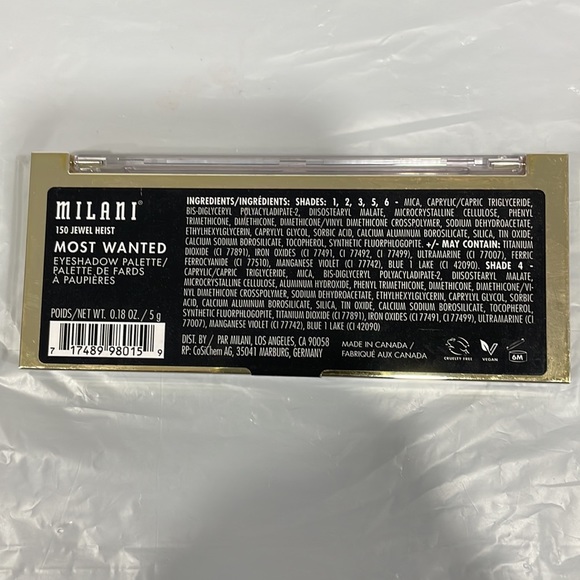 MILANI
150 JEWEL HEIST
MOST WANTED
EYESHADOW PALETTE/
PALETTE DE FARDS
À PAUPIÈRES
POIDS/NET WT. 0.18 OZ. / 5 g
7 17489 98015 9
INGREDIENTS/INGRÉDIENTS: SHADES: 1, 2, 3, 5, 6 - MICA, CAPRYLIC/CAPRIC TRIGLYCERIDE,
BIS-DIGLYCERYL POLYACYLADIPATE-2, DIISOSTEARYL MALATE, MICROCRYSTALLINE CELLULOSE, PHENYL
TRIMETHICONE, DIMETHICONE, DIMETHICONE/VINYL DIMETHICONE CROSSPOLYMER, SODIUM DEHYDROACETATE,
ETHYLHEXYLGLYCERIN, CAPRYLYL GLYCOL, SORBIC ACID, CALCIUM ALUMINUM BOROSILICATE, SILICA, TIN OXIDE,
CALCIUM SODIUM BOROSILICATE, TOCOPHEROL, SYNTHETIC FLUORPHLOGOPITE. +/- MAY CONTAIN: TITANIUM
DIOXIDE (CI 77891), IRON OXIDES (CI 77491, CI 77492, CI 77499), ULTRAMARINE (CI 77007), FERRIC
FERROCYANIDE (CI 77510), MANGANESE VIOLET (CI 77742), BLUE 1 LAKE (CI 42090). SHADE 4 -
CAPRYLIC/CAPRIC TRIGLYCERIDE, MICA, BIS-DIGLYCERYL POLYACYLADIPATE-2, DIISOSTEARYL MALATE,
MICROCRYSTALLINE CELLULOSE, ALUMINUM HYDROXIDE, PHENYL TRIMETHICONE, DIMETHICONE, DIMETHICONE/VI-
NYL DIMETHICONE CROSSPOLYMER, SODIUM DEHYDROACETATE, ETHYLHEXYLGLYCERIN, CAPRYLYL GLYCOL, SORBIC
ACID, CALCIUM ALUMINUM BOROSILICATE, SILICA, TIN OXIDE, CALCIUM SODIUM BOROSILICATE, TOCOPHEROL,
SYNTHETIC FLUORPHLOGOPITE, TITANIUM DIOXIDE (CI 77891), IRON OXIDES (CI 77491, CI 77499), ULTRAMARINE (CI
77007), MANGANESE VIOLET (CI 77742), BLUE 1 LAKE (CI 42090)
DIST. BY / PAR MILANI, LOS ANGELES, CA 90058
RP: CoSiChem AG, 35041 MARBURG, GERMANY
MADE IN CANADA /
FABRIQUÉ AUX CANADA
CRUELTY FREE
VEGAN
6M